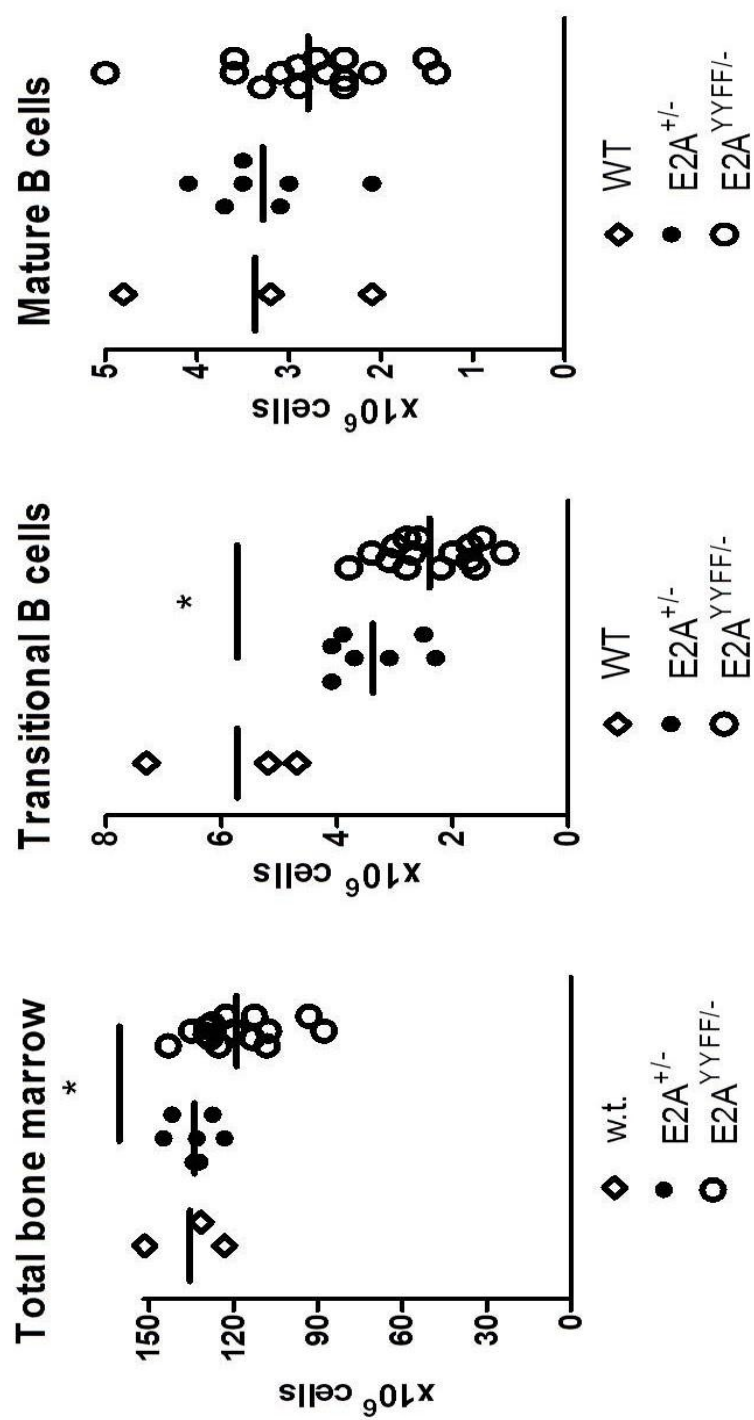 Total bone marrow
*
x10⁶ cells
150
120
90
60
30
0
w.t.
E2A+/-
E2AYYFF/-
Transitional B cells
*
x10⁶ cells
8
6
4
2
0
WT
E2A+/-
E2AYYFF/-
Mature B cells
x10⁶ cells
5
4
3
2
1
0
WT
E2A+/-
E2AYYFF/-